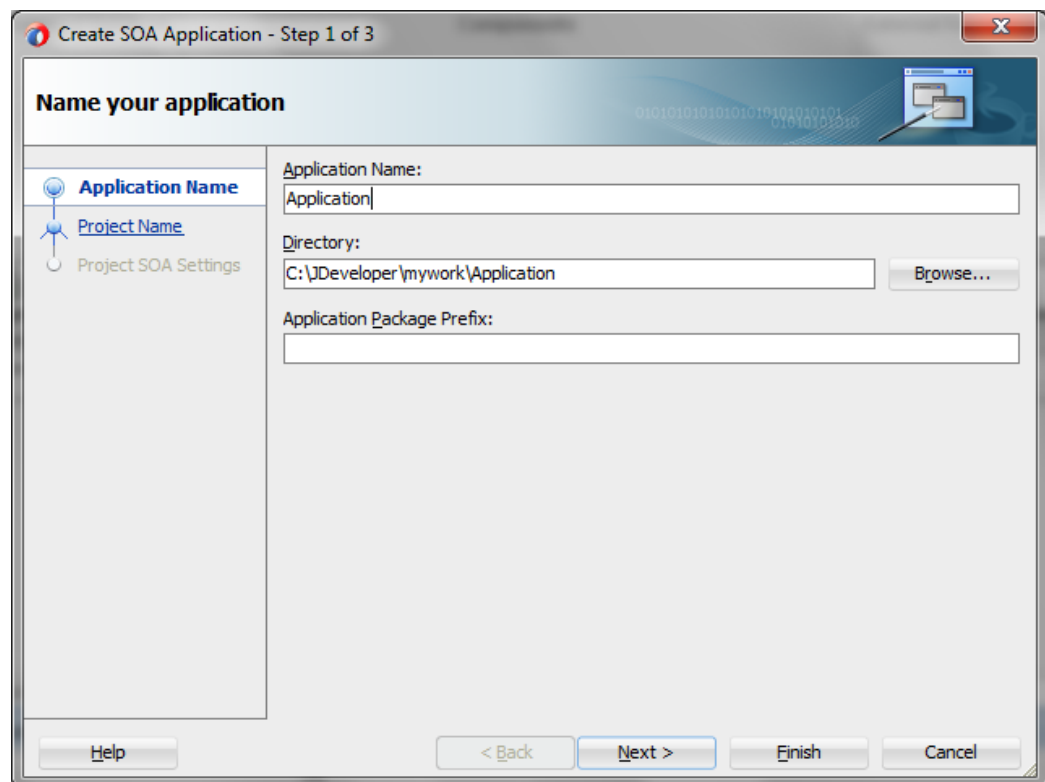 Create SOA Application - Step 1 of 3
Name your application
Application Name
Project Name
Project SOA Settings
Application Name:
Application
Directory:
C:\JDeveloper\mywork\Application
Browse...
Application Package Prefix:
Help
< Back
Next >
Finish
Cancel